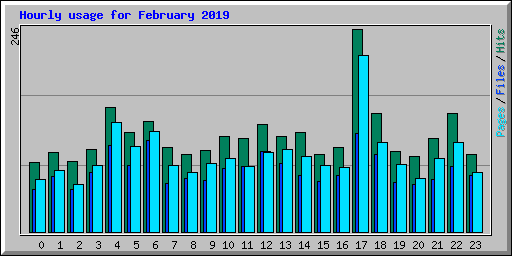 Hourly usage for February 2019
246
Pages / Files / Hits
0 1 2 3 4 5 6 7 8 9 10 11 12 13 14 15 16 17 18 19 20 21 22 23